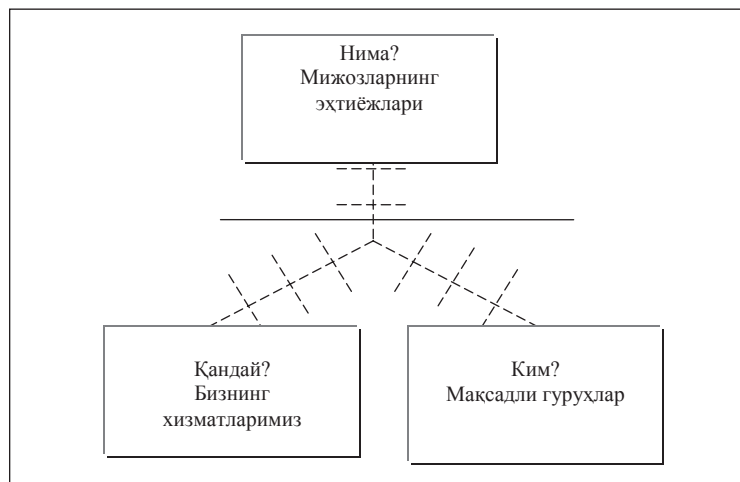 Нима?
Мижозларнинг
эҳтиёжлари
Қандай?
Бизнинг
хизматларимиз
Ким?
Мақсадли гуруҳлар